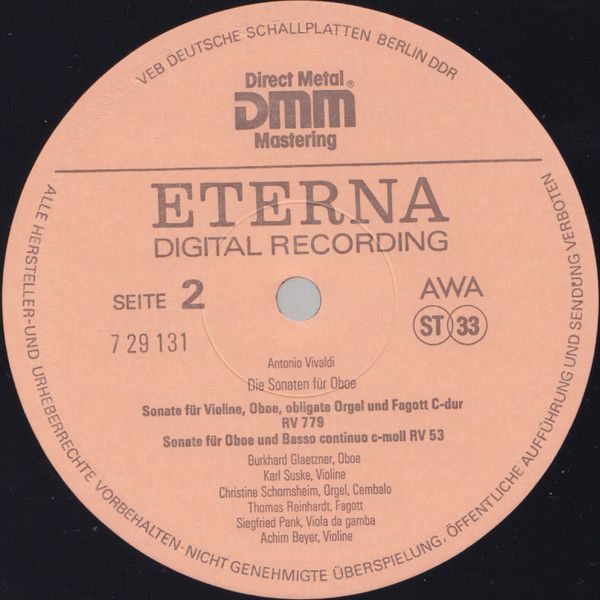 VEB DEUTSCHE SCHALLPLATTEN BERLIN DDR
Direct Metal
DMM®
Mastering
ETERNA
DIGITAL RECORDING
SEITE 2
AWA
7 29 131
ST 33
Antonio Vivaldi
Die Sonaten für Oboe
Sonate für Violine, Oboe, obligate Orgel und Fagott C-dur
RV 779
Sonate für Oboe und Basso continuo c-moll RV 53
Burkhard Glaetzner, Oboe
Karl Suske, Violine
Christine Schornsheim, Orgel, Cembalo
Thomas Reinhardt, Fagott
Siegfried Pank, Viola da gamba
Achim Beyer, Violine
ALLE HERSTELLER-UND URHEBERRECHTE VORBEHALTEN·NICHT GENEHMIGTE ÜBERSPIELUNG, ÖFFENTLICHE AUFFÜHRUNG UND SENDUNG VERBOTEN